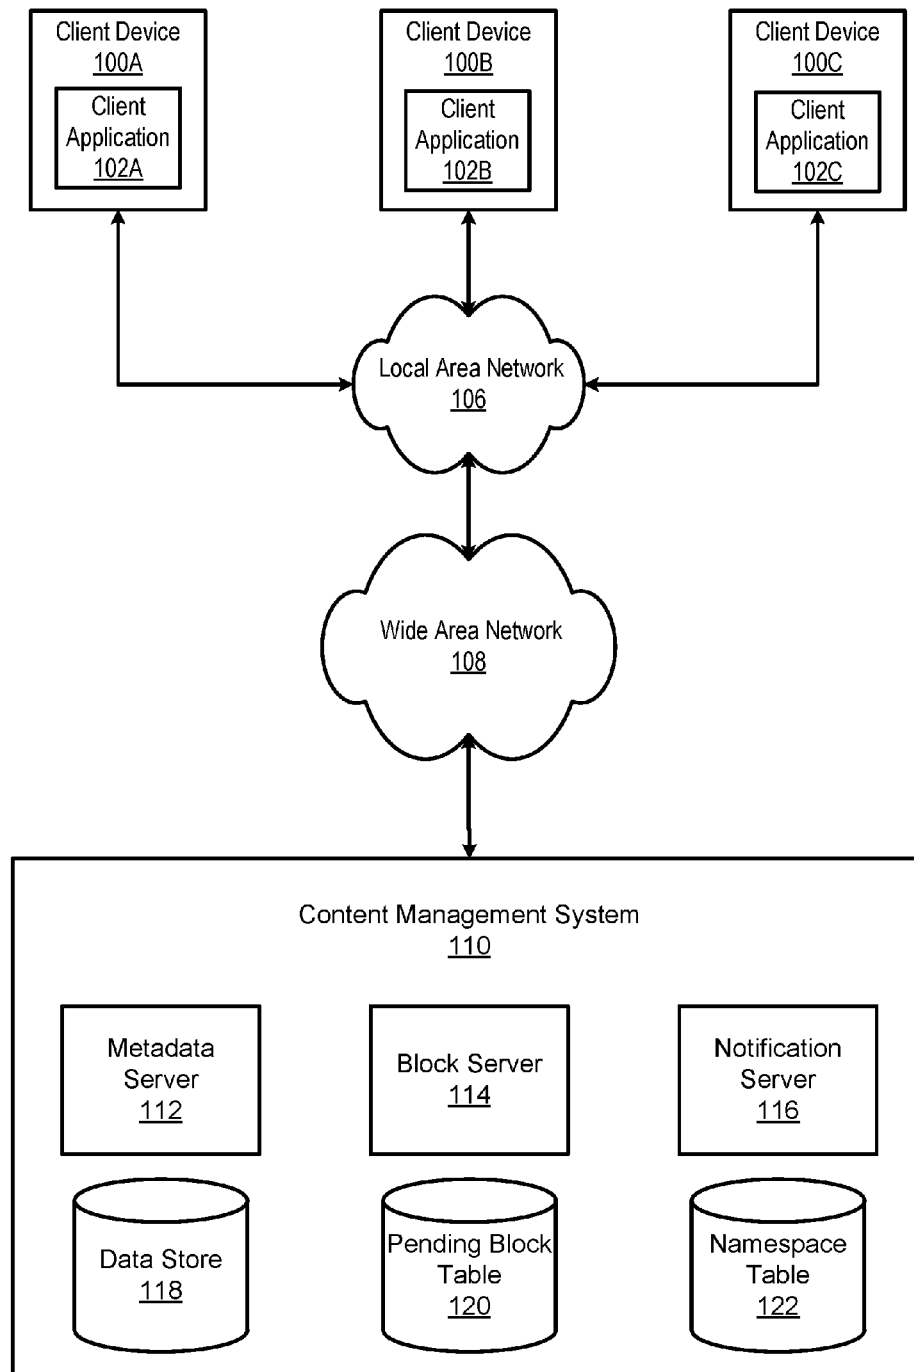 Client Device
100A
Client
Application
102A
Client Device
100B
Client
Application
102B
Client Device
100C
Client
Application
102C
Local Area Network
106
Wide Area Network
108
Content Management System
110
Metadata
Server
112
Block Server
114
Notification
Server
116
Data Store
118
Pending Block
Table
120
Namespace
Table
122